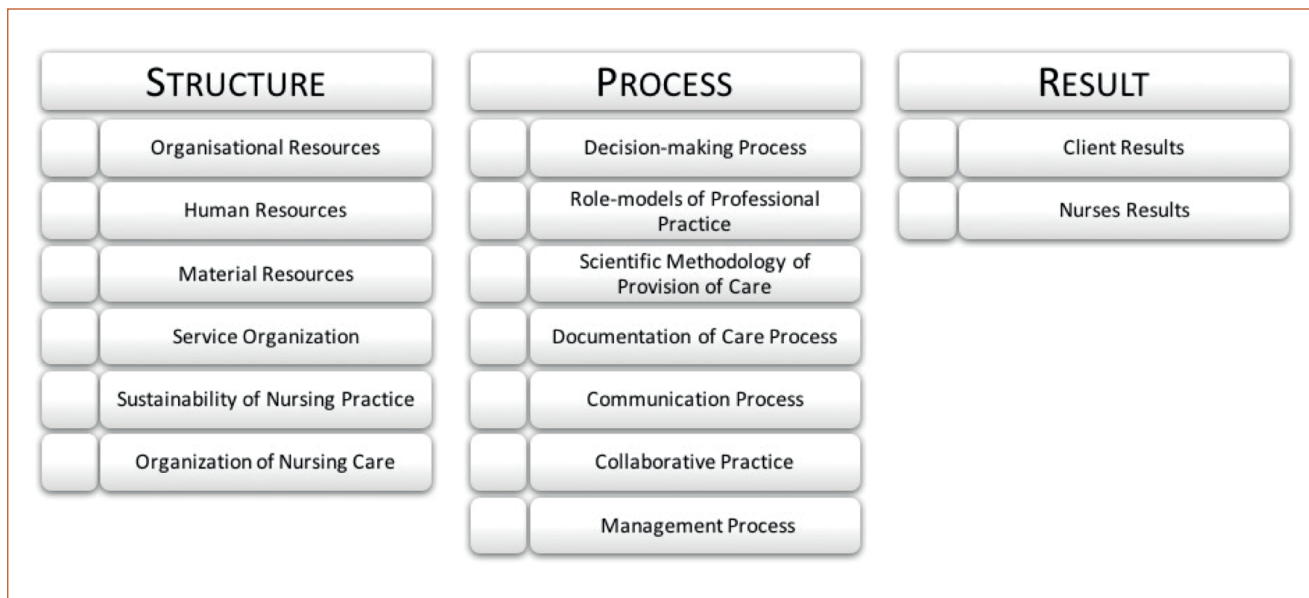 STRUCTURE
Organisational Resources
Human Resources
Material Resources
Service Organization
Sustainability of Nursing Practice
Organization of Nursing Care
PROCESS
Decision-making Process
Role-models of Professional
Practice
Scientific Methodology of
Provision of Care
Documentation of Care Process
Communication Process
Collaborative Practice
Management Process
RESULT
Client Results
Nurses Results